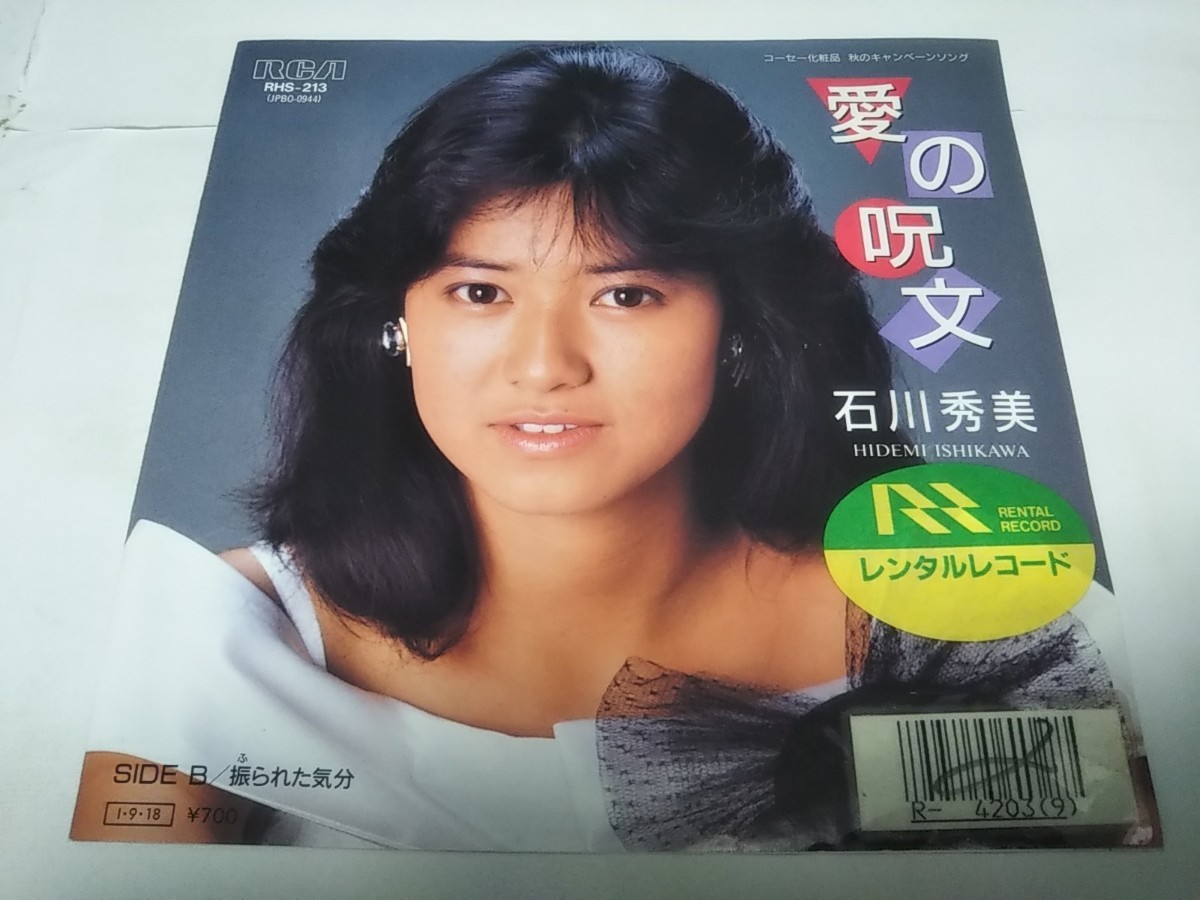 RCA
RHS-213
(JPBO-0944)
コーセー化粧品 秋のキャンペーンソング
愛の呪文
石川秀美
HIDEMI ISHIKAWA
RENTAL
RECORD
レンタルレコード
SIDE B/振られた気分
ふ
1・9・18 ¥700
R- 4203(9)